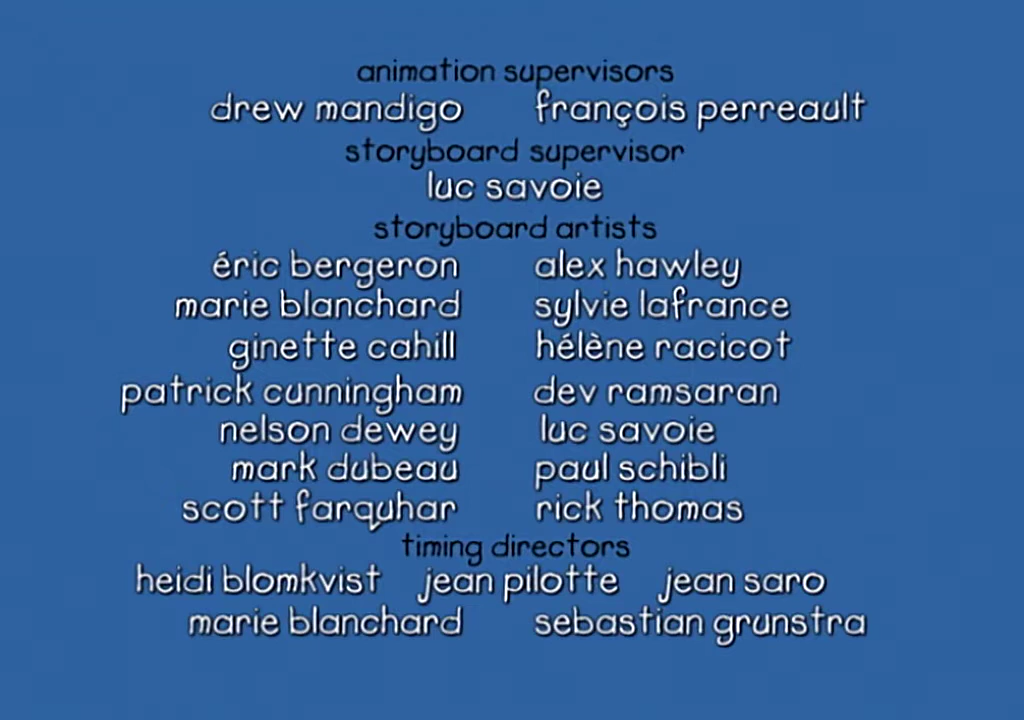 animation supervisors
drew mandigo françois perreault
storyboard supervisor
luc savoie
storyboard artists
éric bergeron alex hawley
marie blanchard sylvie lafrance
ginette cahill hélène racicot
patrick cunningham dev ramsaran
nelson dewey luc savoie
mark dubeau paul schibli
scott farquhar rick thomas
timing directors
heidi blomkvist jean pilotte jean saro
marie blanchard sebastian grunstra